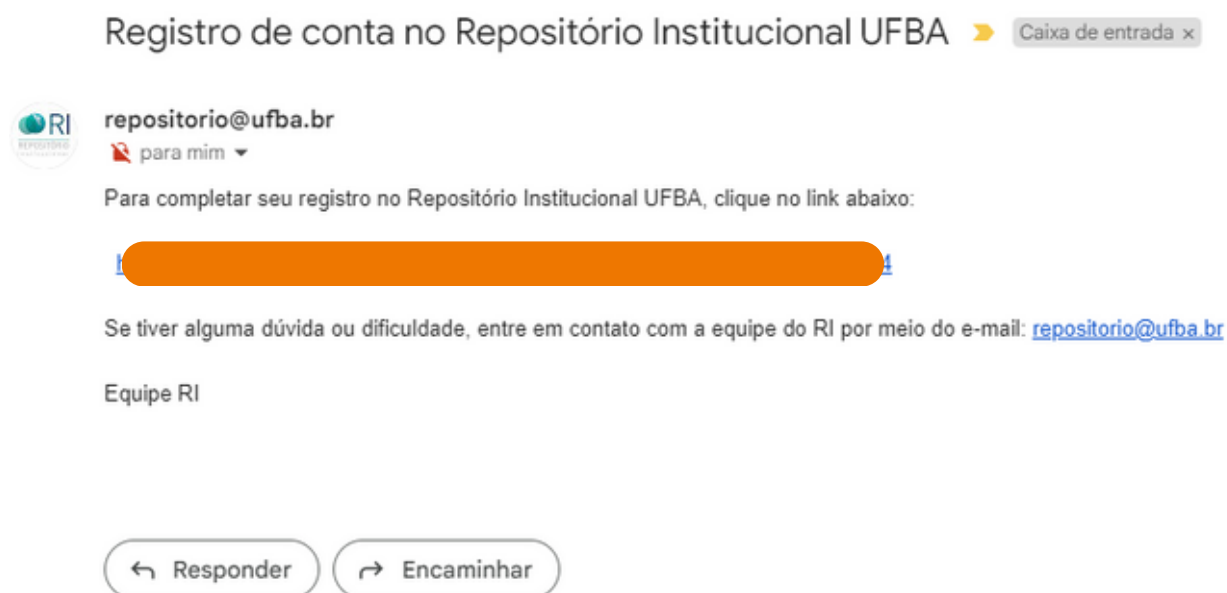 Registro de conta no Repositório Institucional UFBA Caixa de entrada x
RI
repositorio@ufba.br
para mim
Para completar seu registro no Repositório Institucional UFBA, clique no link abaixo:
Se tiver alguma dúvida ou dificuldade, entre em contato com a equipe do RI por meio do e-mail: repositorio@ufba.br
Equipe RI
Responder Encaminhar